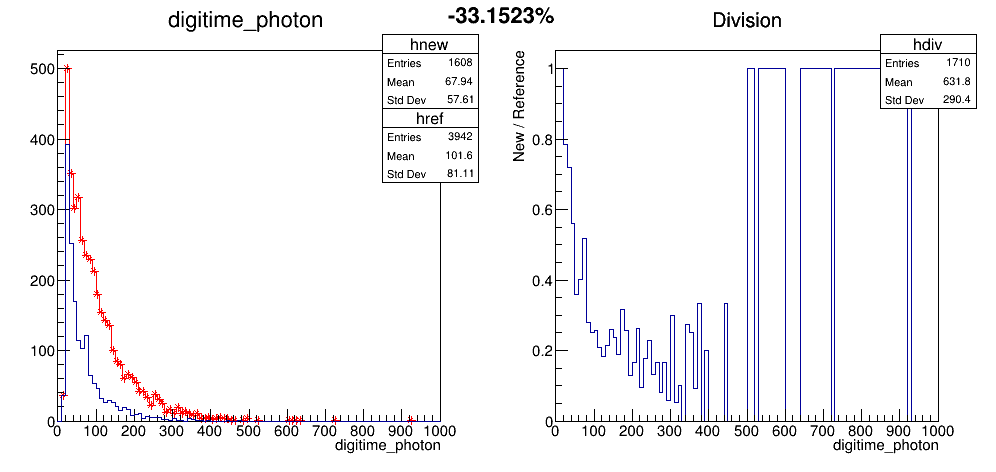 -33.1523%
digitime_photon
hnew
Entries 1608
Mean 67.94
Std Dev 57.61
href
Entries 3942
Mean 101.6
Std Dev 81.11
500
400
300
200
100
0
0 100 200 300 400 500 600 700 800 900 1000
digitime_photon
Division
hdiv
Entries 1710
Mean 631.8
Std Dev 290.4
New / Reference
1
0.8
0.6
0.4
0.2
0
0 100 200 300 400 500 600 700 800 900 1000
digitime_photon